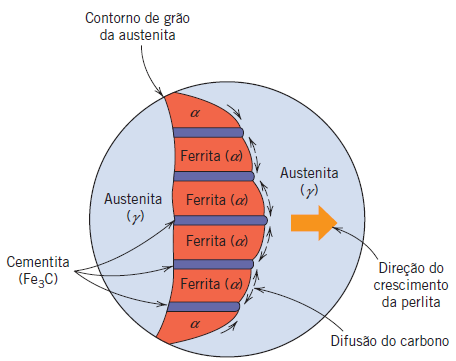 Contorno de grão
da austenita
α
Ferrita (α)
Austenita
(γ)
Ferrita (α)
Austenita
(γ)
Ferrita (α)
Cementita
(Fe₃C)
Ferrita (α)
Direção do
crescimento
da perlita
α
Difusão do carbono